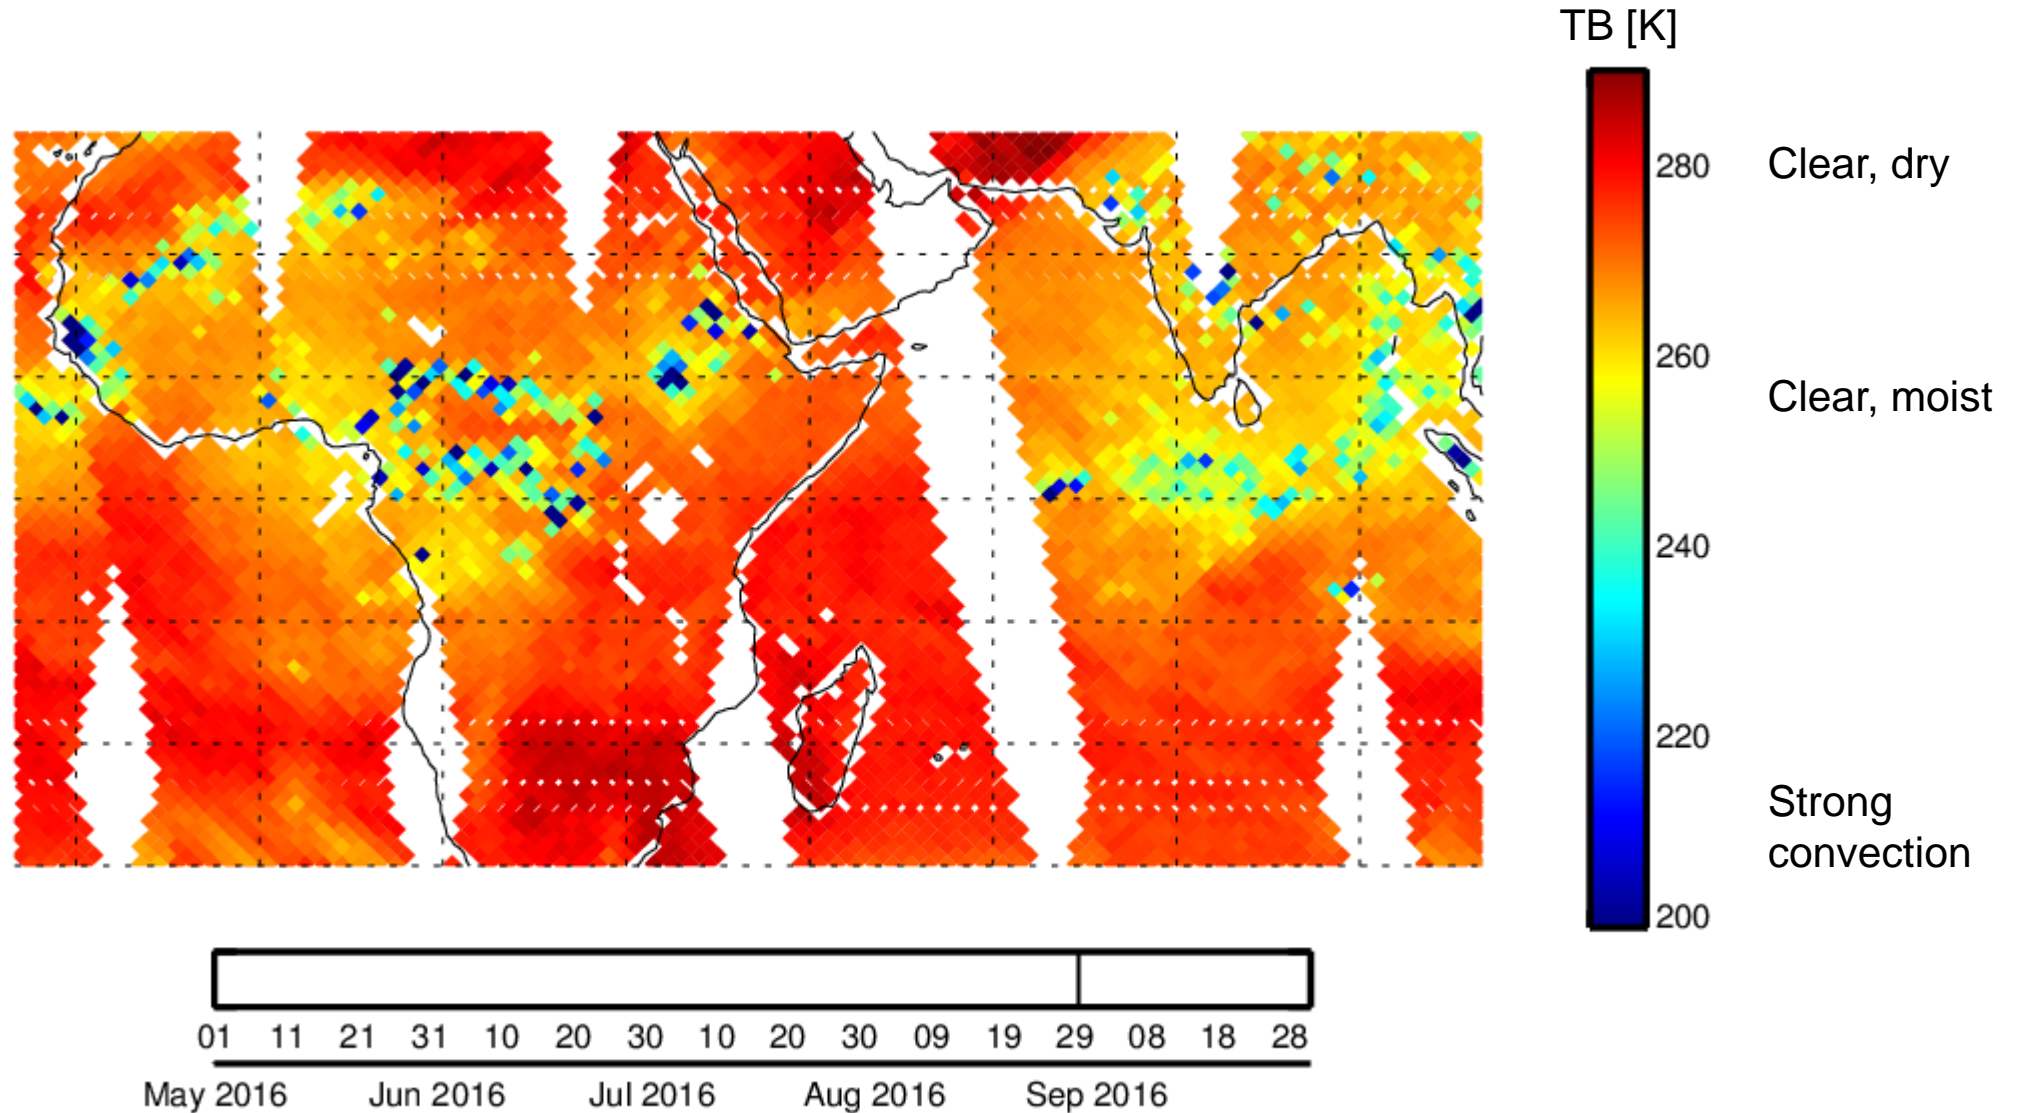 TB [K]
280
Clear, dry
260
Clear, moist
240
220
Strong
convection
200
01 11 21 31 10 20 30 10 20 30 09 19 29 08 18 28
May 2016 Jun 2016 Jul 2016 Aug 2016 Sep 2016